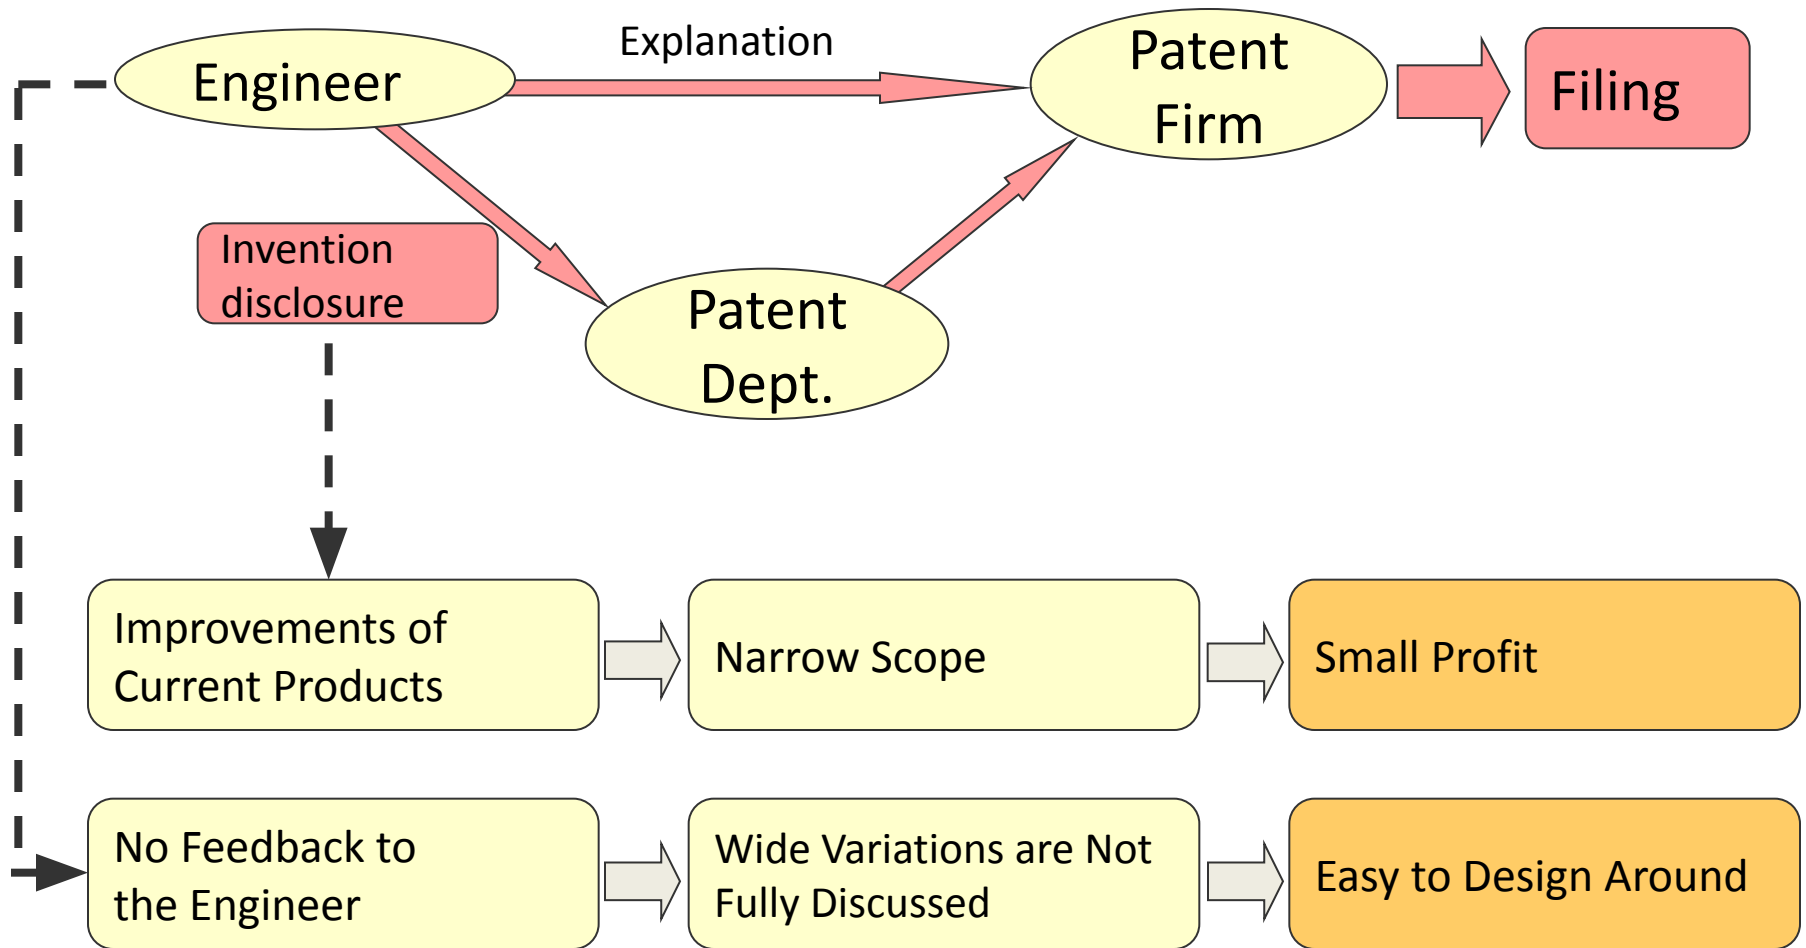 Engineer
Explanation
Patent
Firm
Filing
Invention
disclosure
Patent
Dept.
Improvements of
Current Products
Narrow Scope
Small Profit
No Feedback to
the Engineer
Wide Variations are Not
Fully Discussed
Easy to Design Around